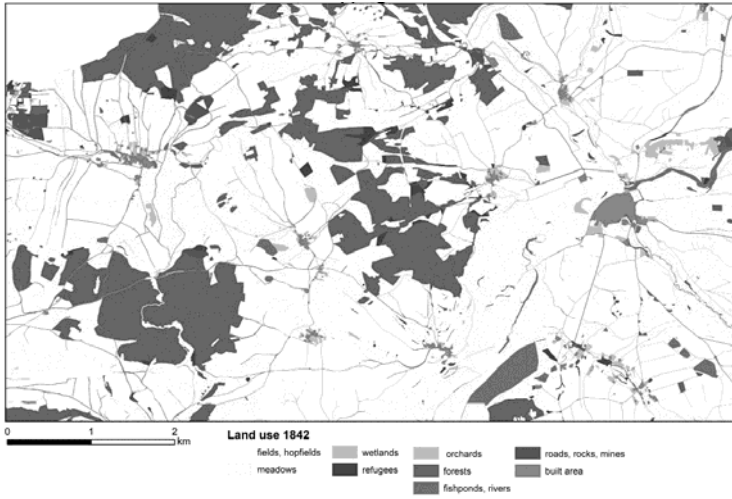 0 1 2
km
Land use 1842
fields, hopfields
meadows
wetlands
refugees
orchards
forests
fishponds, rivers
roads, rocks, mines
built area